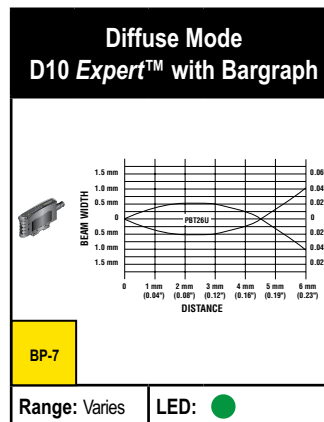 Diffuse Mode
D10 Expert™ with Bargraph
1.5 mm
1.0 mm
0.5 mm
0
0.5 mm
1.0 mm
1.5 mm
BEAM WIDTH
PBT26U
0.06
0.04
0.02
0
0.02
0.04
0 1 mm 2 mm 3 mm 4 mm 5 mm 6 mm
(0.04") (0.08") (0.12") (0.16") (0.19") (0.23")
DISTANCE
BP-7
Range: Varies LED: